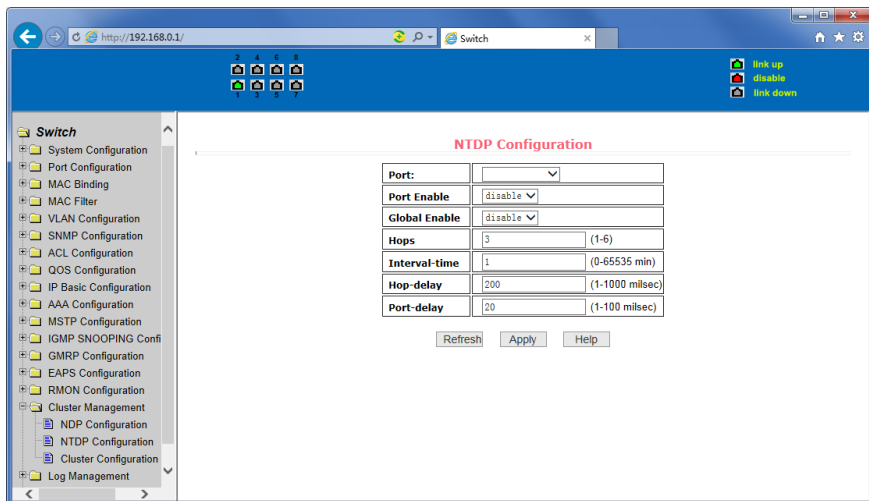 http://192.168.0.1/
Switch
2 4 6 8
1 3 5 7
link up
disable
link down
Switch
System Configuration
Port Configuration
MAC Binding
MAC Filter
VLAN Configuration
SNMP Configuration
ACL Configuration
QOS Configuration
IP Basic Configuration
AAA Configuration
MSTP Configuration
IGMP SNOOPING Confi
GMRP Configuration
EAPS Configuration
RMON Configuration
Cluster Management
NDP Configuration
NTDP Configuration
Cluster Configuration
Log Management
NTDP Configuration
Port:
Port Enable disable
Global Enable disable
Hops 3 (1-6)
Interval-time 1 (0-65535 min)
Hop-delay 200 (1-1000 milsec)
Port-delay 20 (1-100 milsec)
Refresh Apply Help